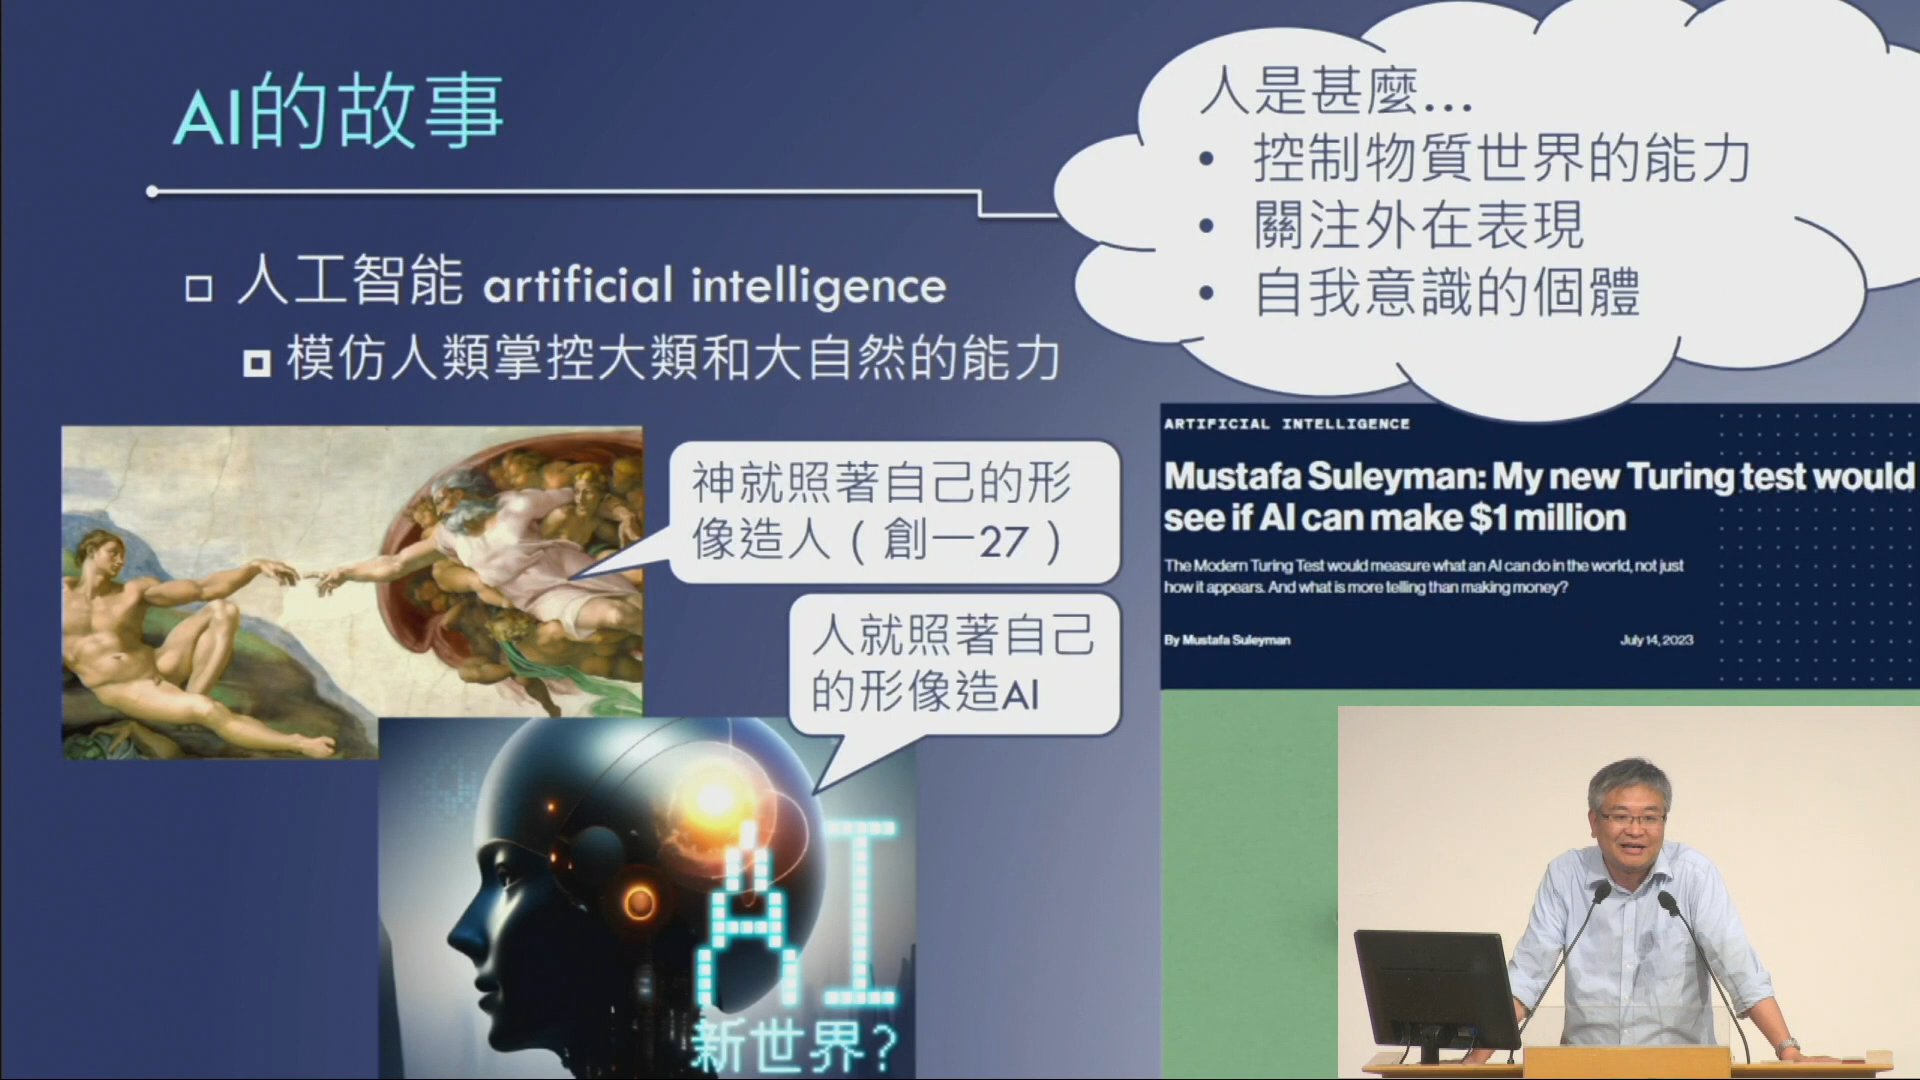 AI的故事
人工智能 artificial intelligence
模仿人類掌控大類和大自然的能力
人是甚麼...
• 控制物質世界的能力
• 關注外在表現
• 自我意識的個體
神就照著自己的形
像造人（創一27）
人就照著自己
的形像造AI
ARTIFICIAL INTELLIGENCE
Mustafa Suleyman: My new Turing test would
see if AI can make $1 million
The Modern Turing Test would measure what an AI can do in the world, not just
how it appears. And what is more telling than making money?
By Mustafa Suleyman
July 14, 2023
AI
新世界?